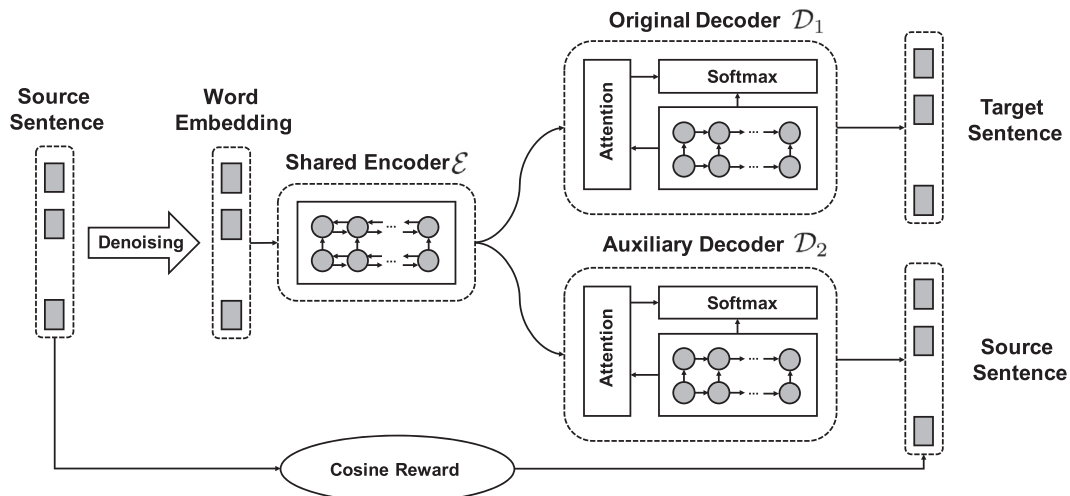 Original Decoder 𝒟₁
Source
Sentence
Word
Embedding
Denoising
Shared Encoder ℰ
Attention
Softmax
...
...
...
...
Target
Sentence
Auxiliary Decoder 𝒟₂
Attention
Softmax
...
...
Source
Sentence
Cosine Reward